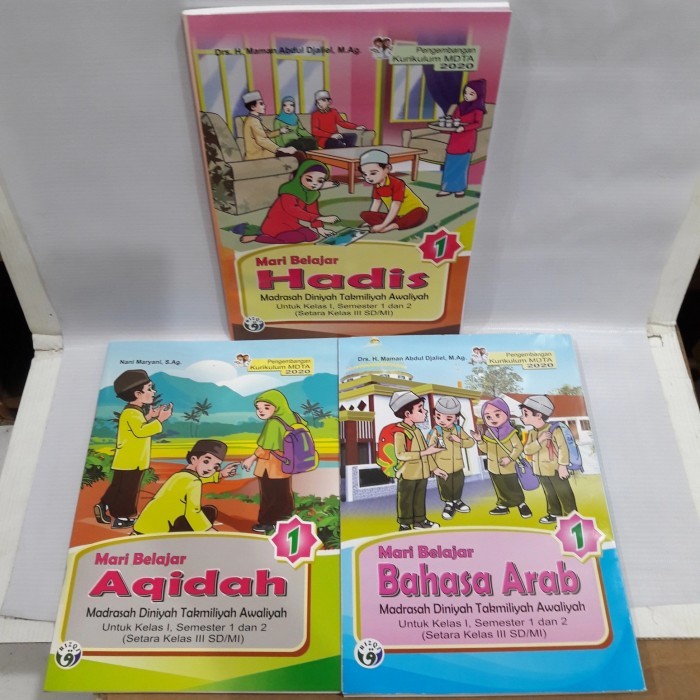 Drs. H. Maman Abdul Djaliel, M.Ag.
Pengembangan
Kurikulum MDTA
2020
1
Mari Belajar
Hadis
Madrasah Diniyah Takmiliyah Awaliyah
Untuk Kelas I, Semester 1 dan 2
(Setara Kelas III SD/MI)
Nani Maryani, S.Ag.
Pengembangan
Kurikulum MDTA
2020
1
Mari Belajar
Aqidah
Madrasah Diniyah Takmiliyah Awaliyah
Untuk Kelas I, Semester 1 dan 2
(Setara Kelas III SD/MI)
RIZQI
Drs. H. Maman Abdul Djaliel, M.Ag.
Pengembangan
Kurikulum MDTA
2020
1
Mari Belajar
Bahasa Arab
Madrasah Diniyah Takmiliyah Awaliyah
Untuk Kelas I, Semester 1 dan 2
(Setara Kelas III SD/MI)
RIZQI